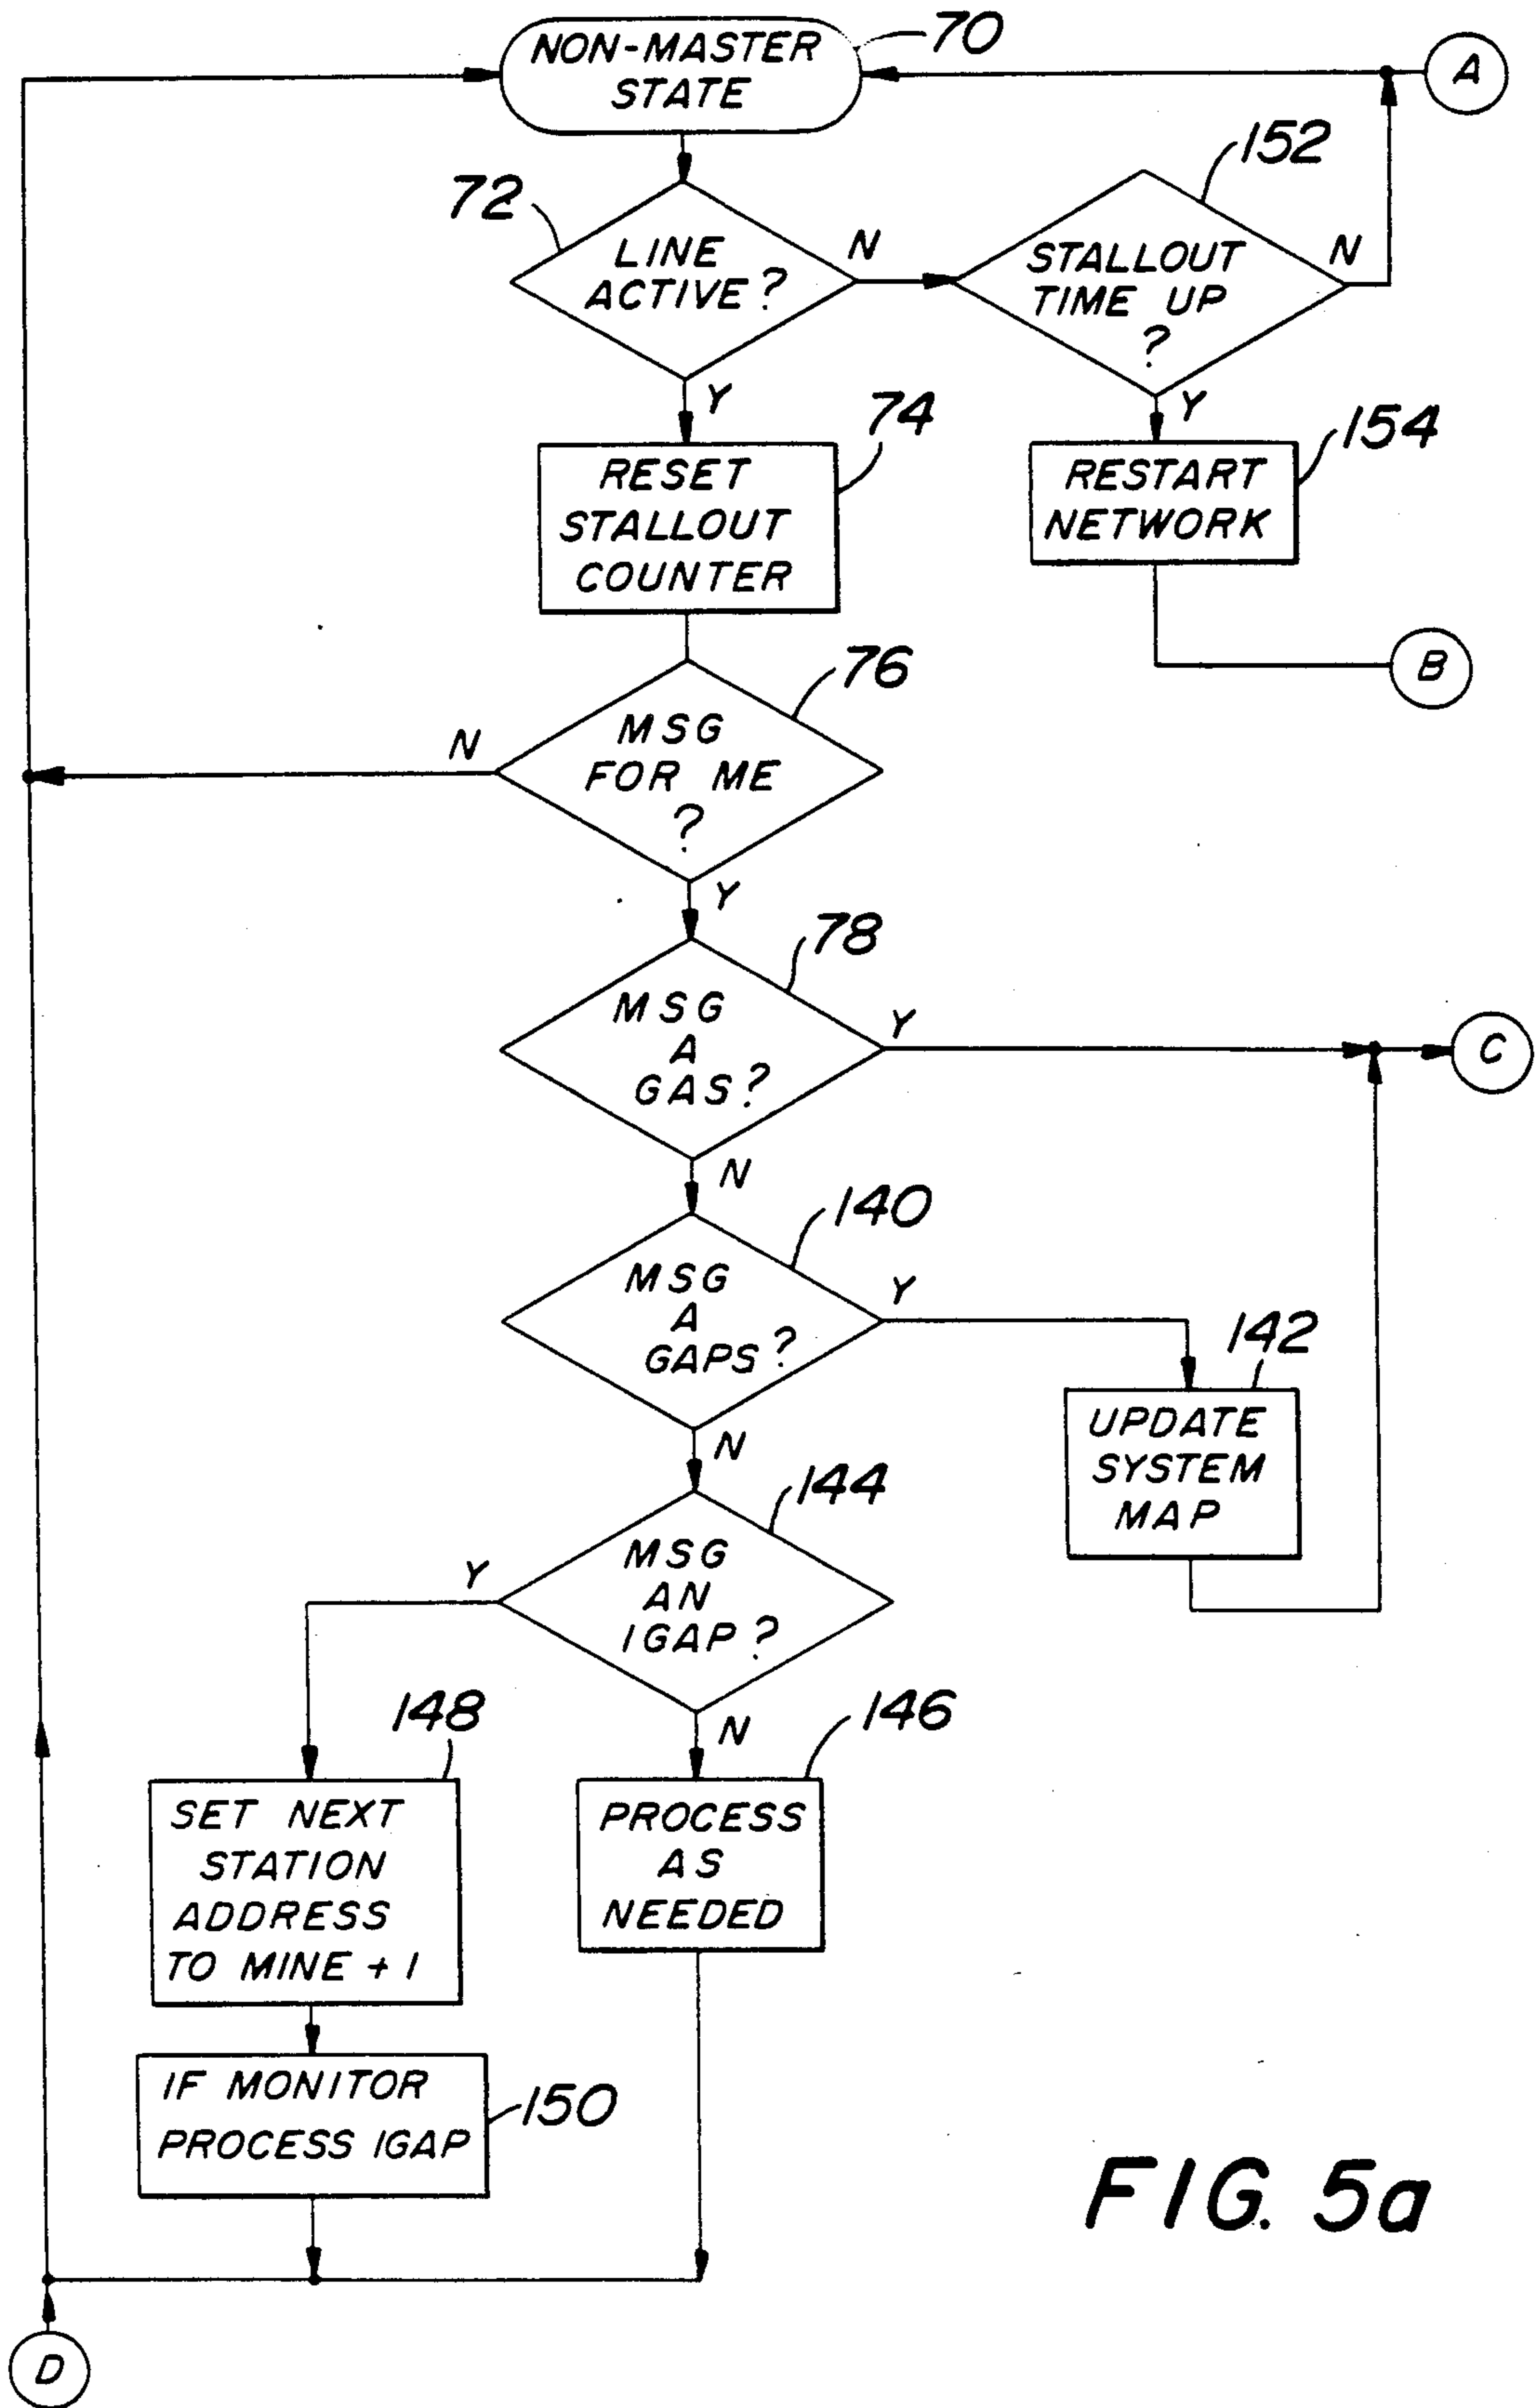 NON-MASTER
STATE
70
A
72
LINE
ACTIVE?
N
Y
152
STALLOUT
TIME UP
?
N
Y
74
RESET
STALLOUT
COUNTER
154
RESTART
NETWORK
B
76
MSG
FOR ME
?
N
Y
78
MSG
A
GAS?
Y
N
C
140
MSG
A
GAPS?
Y
N
142
UPDATE
SYSTEM
MAP
144
MSG
AN
IGAP?
Y
N
148
SET NEXT
STATION
ADDRESS
TO MINE + 1
146
PROCESS
AS
NEEDED
IF MONITOR
PROCESS IGAP
150
D
FIG. 5a